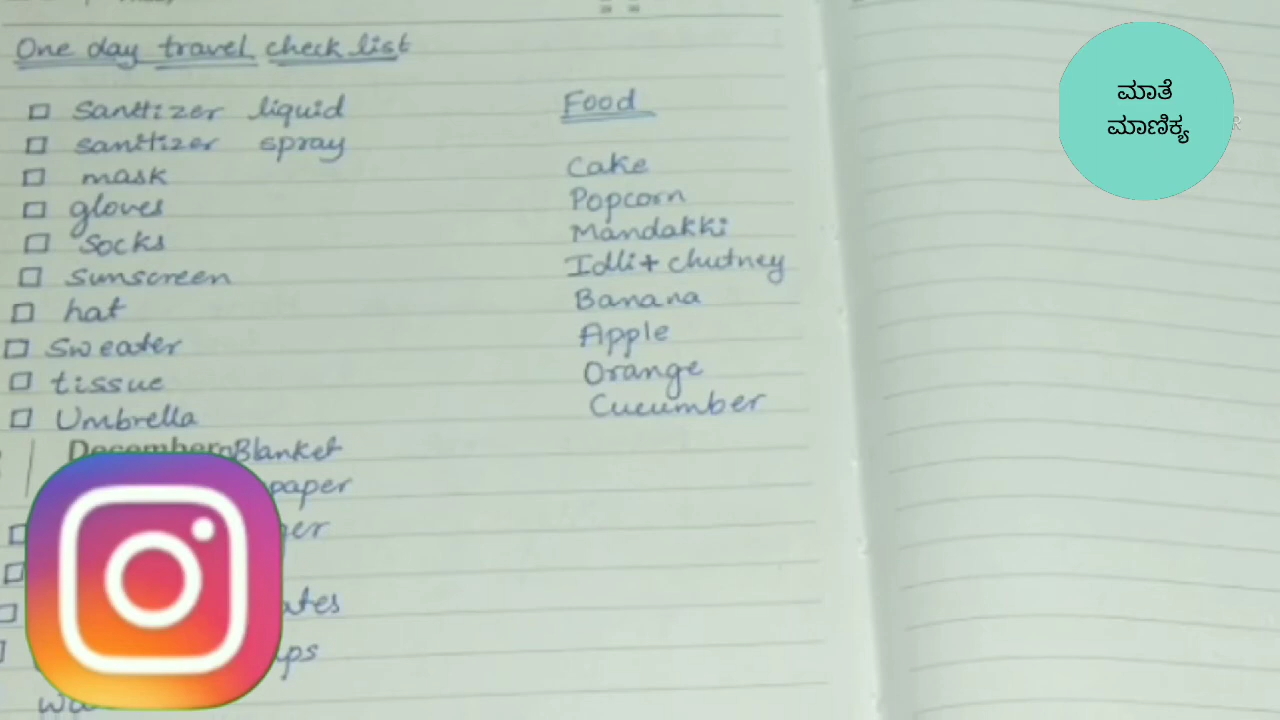 One day travel check list
Sanitizer liquid
sanitizer spray
mask
gloves
Socks
Sunscreen
hat
Sweater
tissue
Umbrella
Blanket
paper
Food
Cake
Popcorn
Mandakki
Idli + chutney
Banana
Apple
Orange
Cucumber
ಮಾತೆ
ಮಾಣಿಕ್ಯ